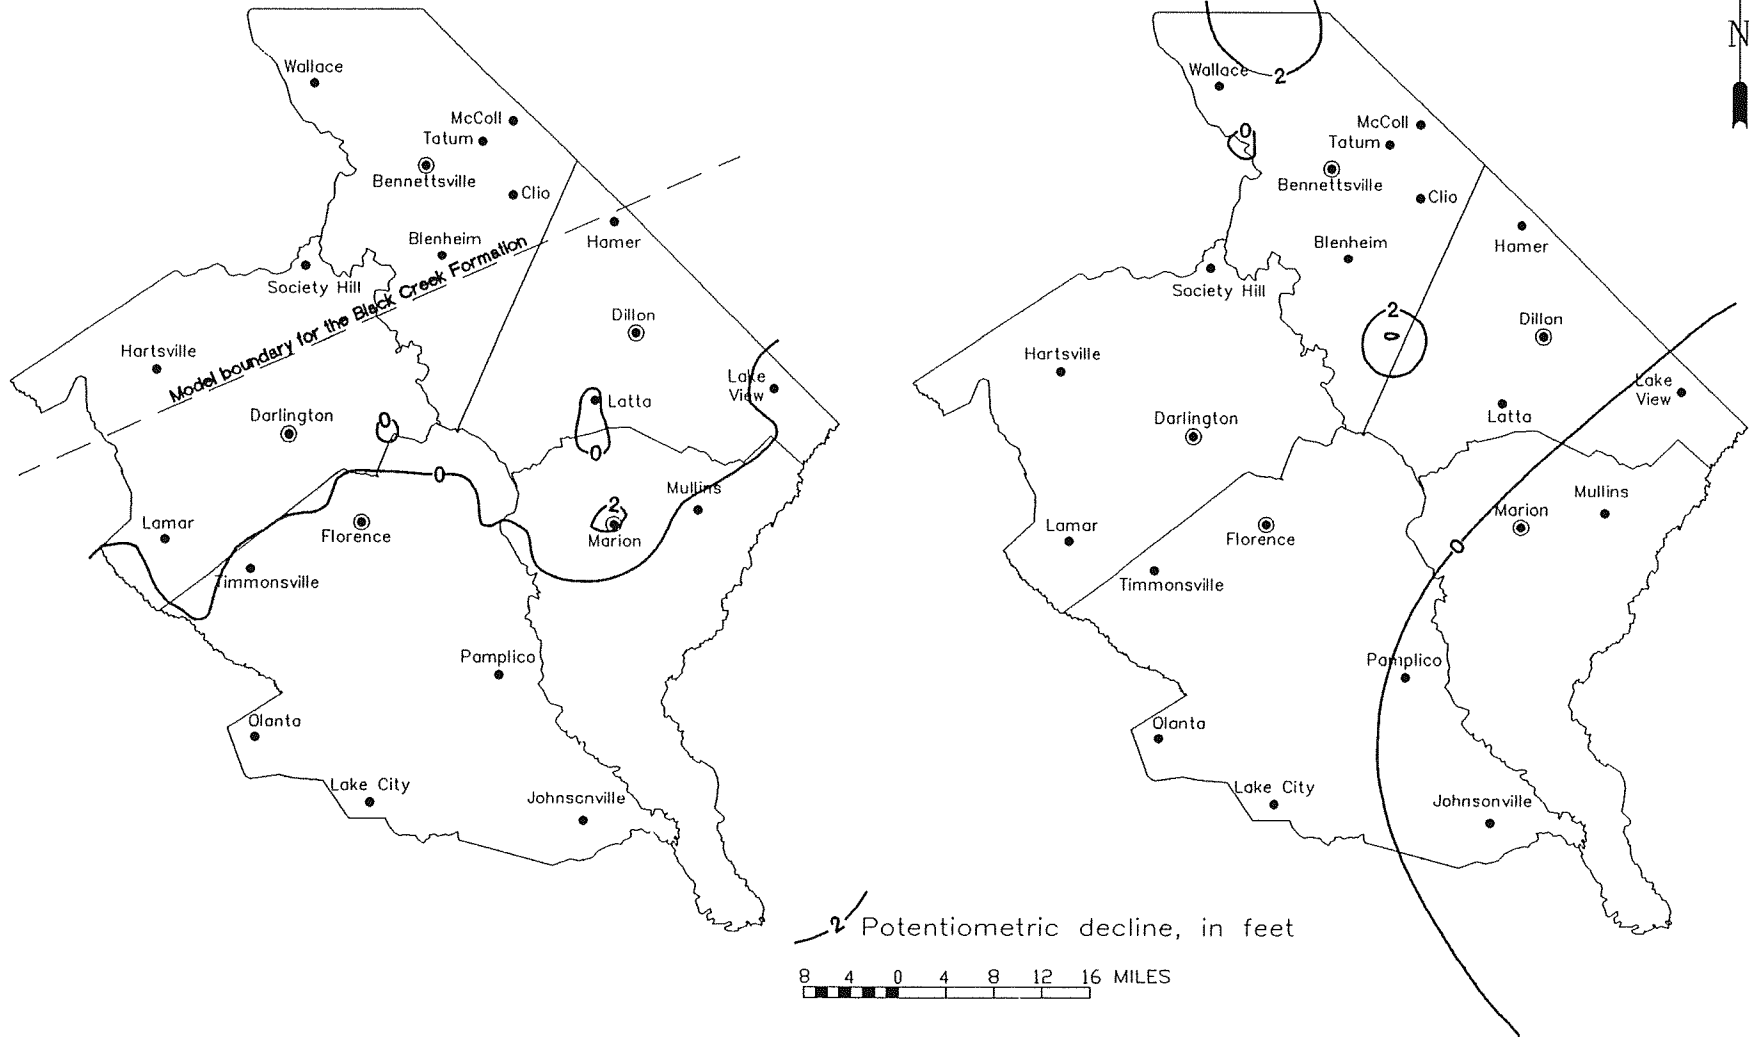 Wallace
McColl
Tatum
Bennettsville
Clio
Hamer
Blenheim
Society Hill
Model boundary for the Black Creek Formation
Dillon
Hartsville
Lake
View
Latta
Darlington
0
0
0
Mullins
2
Marion
Lamar
Florence
Timmonsville
Pamplico
Olanta
Lake City
Johnscnville
N
2
Wallace
McColl
Tatum
0
Bennettsville
Clio
Hamer
Blenheim
Society Hill
2
Dillon
Hartsville
Lake
View
Latta
Darlington
Mullins
Marion
Lamar
Florence
0
Timmonsville
Pamplico
Olanta
Lake City
Johnsonville
2 Potentiometric decline, in feet
8 4 0 4 8 12 16 MILES